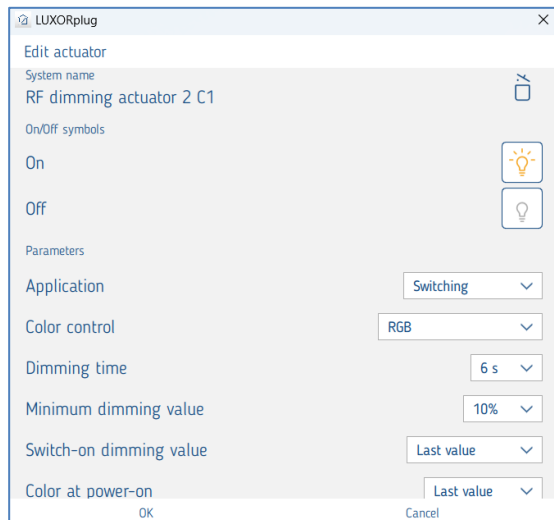 LUXORplug
Edit actuator
System name
RF dimming actuator 2 C1
On/Off symbols
On
Off
Parameters
Application Switching
Color control RGB
Dimming time 6 s
Minimum dimming value 10%
Switch-on dimming value Last value
Color at power-on Last value
OK Cancel